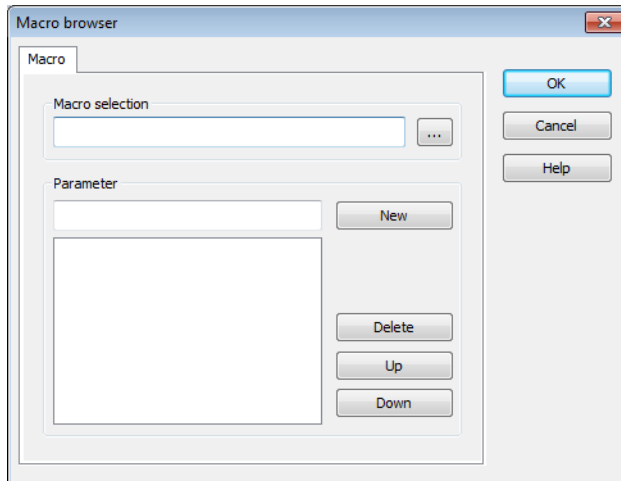 Macro browser
Macro
Macro selection
...
Parameter
New
Delete
Up
Down
OK
Cancel
Help